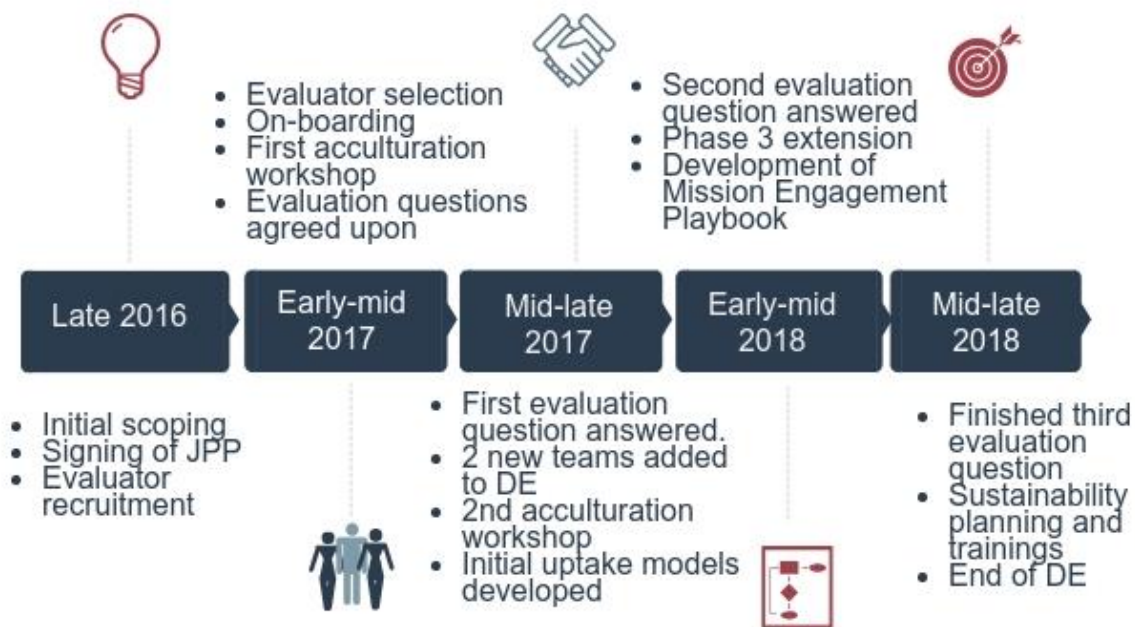 • Evaluator selection
• On-boarding
• First acculturation
workshop
• Evaluation questions
agreed upon
• Second evaluation
question answered
• Phase 3 extension
• Development of
Mission Engagement
Playbook
Late 2016
Early-mid
2017
Mid-late
2017
Early-mid
2018
Mid-late
2018
• Initial scoping
• Signing of JPP
• Evaluator
recruitment
• First evaluation
question answered.
• 2 new teams added
to DE
• 2nd acculturation
workshop
• Initial uptake models
developed
• Finished third
evaluation
question
• Sustainability
planning and
trainings
• End of DE